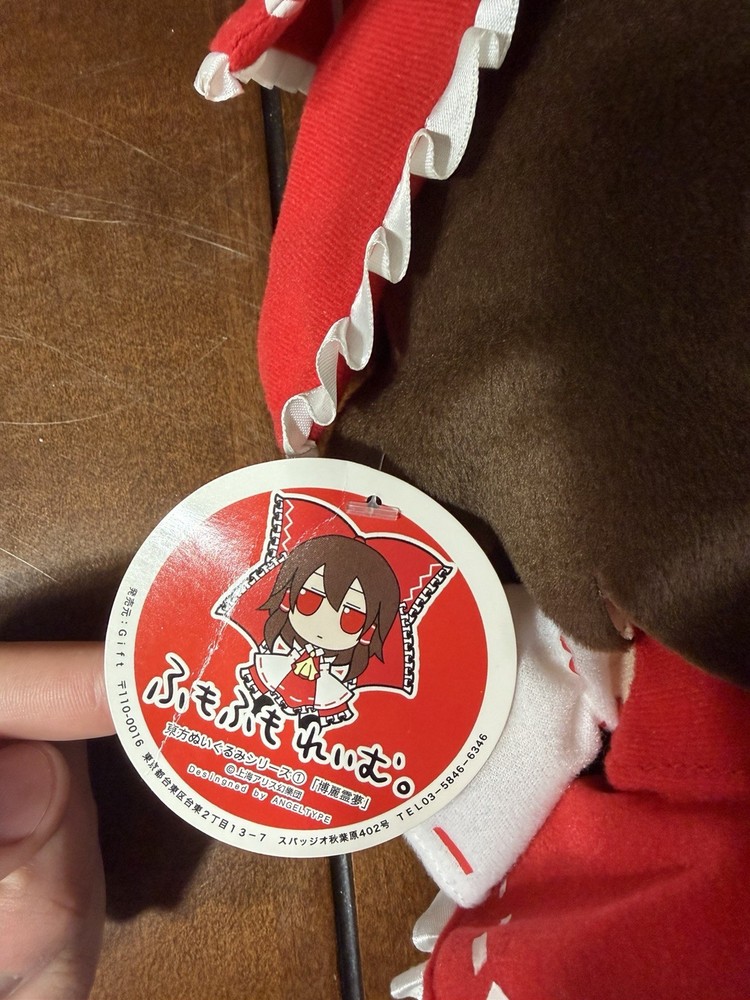 ふもふもれいむ。
東方ぬいぐるみシリーズ① 「博麗霊夢」
©上海アリス幻樂団
Desingned by ANGELTYPE
発売元:Gift 〒110-0016 東京都台東区台東2丁目13-7 スパッジオ秋葉原402号 TEL03-5846-6346